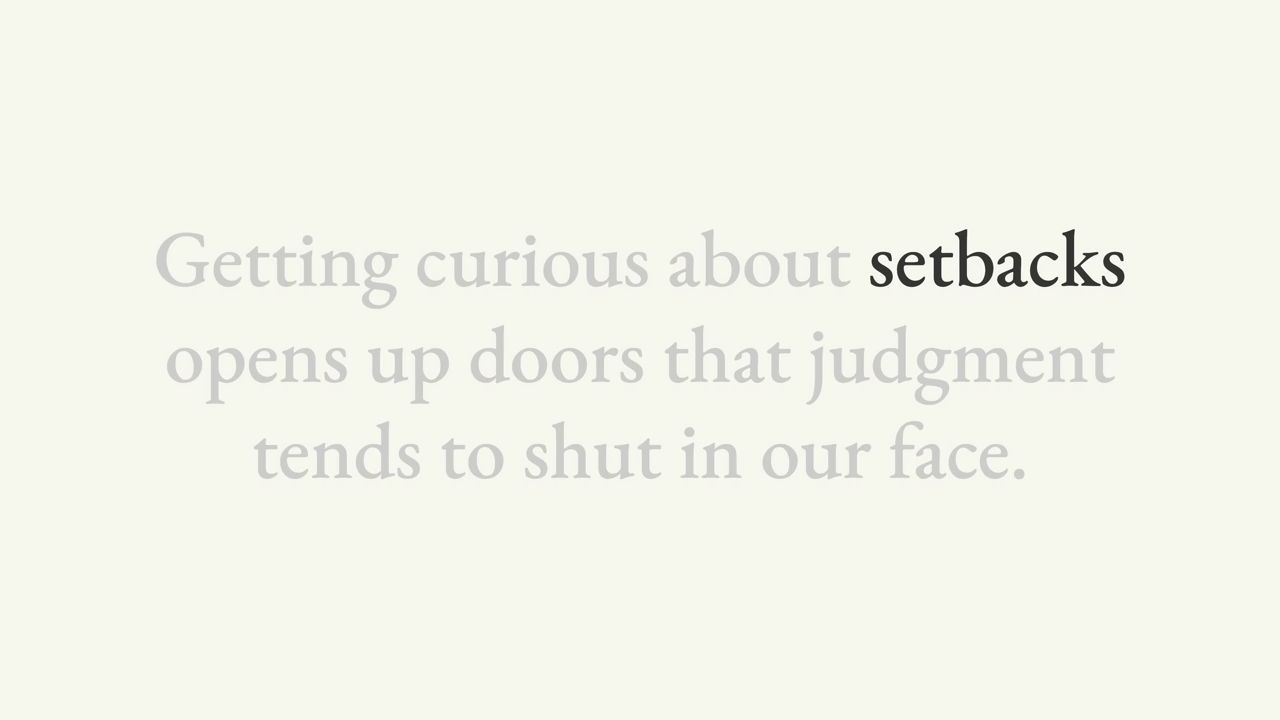 Getting curious about setbacks
opens up doors that judgment
tends to shut in our face.